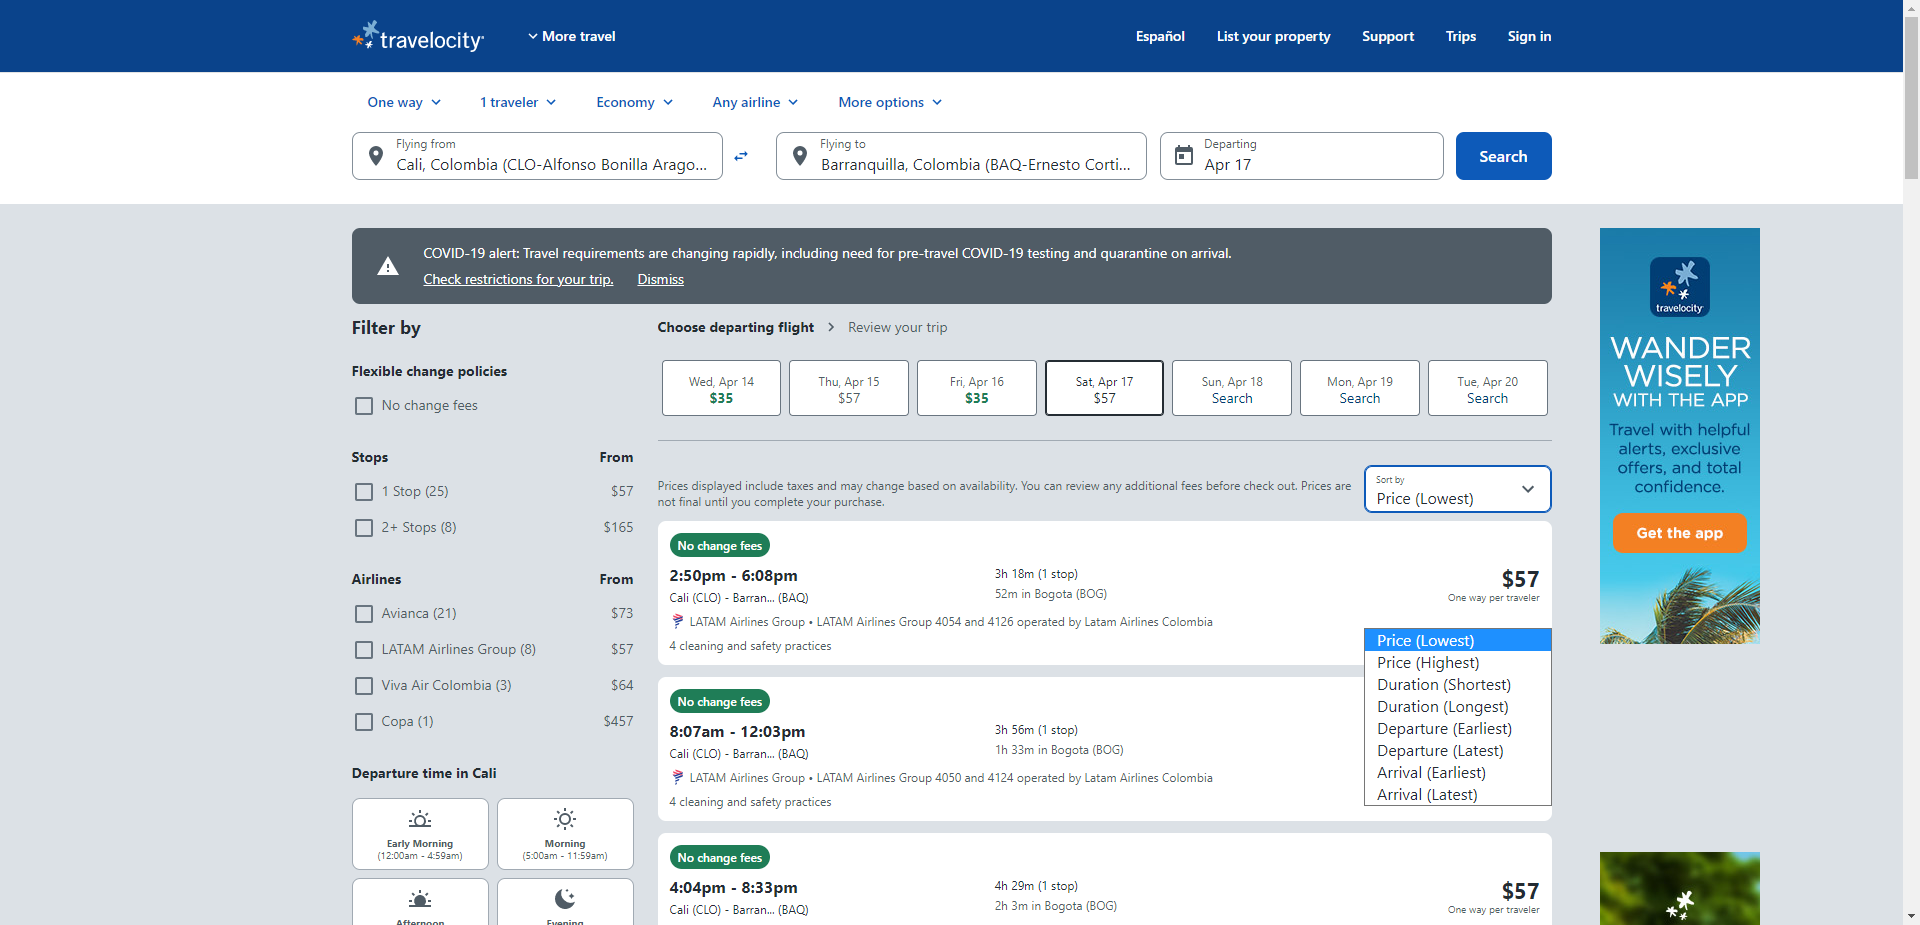 travelocity
More travel
Español
List your property
Support
Trips
Sign in
One way
1 traveler
Economy
Any airline
More options
Flying from
Cali, Colombia (CLO-Alfonso Bonilla Arago...
Flying to
Barranquilla, Colombia (BAQ-Ernesto Corti...
Departing
Apr 17
Search
COVID-19 alert: Travel requirements are changing rapidly, including need for pre-travel COVID-19 testing and quarantine on arrival.
Check restrictions for your trip.
Dismiss
Filter by
Flexible change policies
No change fees
Stops From
1 Stop (25) $57
2+ Stops (8) $165
Airlines From
Avianca (21) $73
LATAM Airlines Group (8) $57
Viva Air Colombia (3) $64
Copa (1) $457
Departure time in Cali
Early Morning
(12:00am - 4:59am)
Morning
(5:00am - 11:59am)
Afternoon
Evening
Choose departing flight
Review your trip
Wed, Apr 14
$35
Thu, Apr 15
$57
Fri, Apr 16
$35
Sat, Apr 17
$57
Sun, Apr 18
Search
Mon, Apr 19
Search
Tue, Apr 20
Search
Prices displayed include taxes and may change based on availability. You can review any additional fees before check out. Prices are
not final until you complete your purchase.
Sort by
Price (Lowest)
No change fees
2:50pm - 6:08pm
Cali (CLO) - Barran... (BAQ)
3h 18m (1 stop)
52m in Bogota (BOG)
$57
One way per traveler
LATAM Airlines Group • LATAM Airlines Group 4054 and 4126 operated by Latam Airlines Colombia
4 cleaning and safety practices
Price (Lowest)
Price (Highest)
Duration (Shortest)
Duration (Longest)
Departure (Earliest)
Departure (Latest)
Arrival (Earliest)
Arrival (Latest)
No change fees
8:07am - 12:03pm
Cali (CLO) - Barran... (BAQ)
3h 56m (1 stop)
1h 33m in Bogota (BOG)
LATAM Airlines Group • LATAM Airlines Group 4050 and 4124 operated by Latam Airlines Colombia
4 cleaning and safety practices
No change fees
4:04pm - 8:33pm
Cali (CLO) - Barran... (BAQ)
4h 29m (1 stop)
2h 3m in Bogota (BOG)
$57
One way per traveler
travelocity
WANDER
WISELY
WITH THE APP
Travel with helpful
alerts, exclusive
offers, and total
confidence.
Get the app